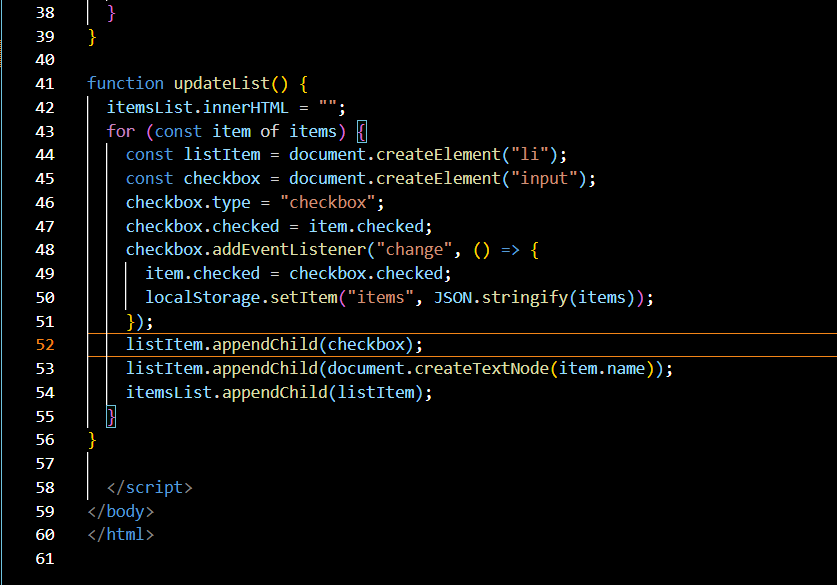 38 }
39 }
40
41 function updateList() {
42 itemsList.innerHTML = "";
43 for (const item of items) {
44 const listItem = document.createElement("li");
45 const checkbox = document.createElement("input");
46 checkbox.type = "checkbox";
47 checkbox.checked = item.checked;
48 checkbox.addEventListener("change", () => {
49 item.checked = checkbox.checked;
50 localStorage.setItem("items", JSON.stringify(items));
51 });
52 listItem.appendChild(checkbox);
53 listItem.appendChild(document.createTextNode(item.name));
54 itemsList.appendChild(listItem);
55 }
56 }
57
58 </script>
59 </body>
60 </html>
61